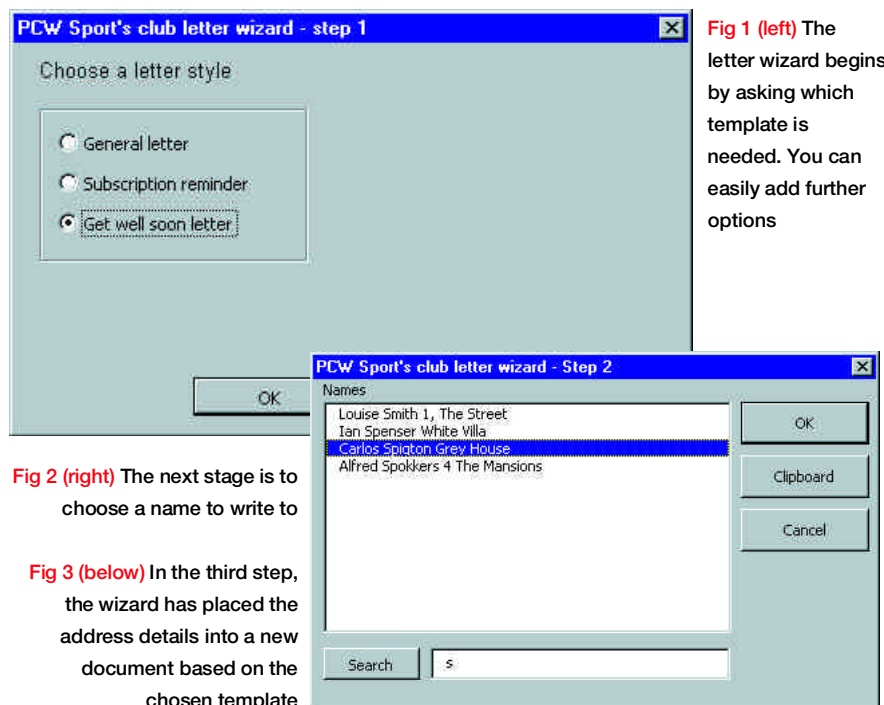 PCW Sport's club letter wizard - step 1
Choose a letter style
General letter
Subscription reminder
Get well soon letter
OK
Fig 1 (left) The
letter wizard begins
by asking which
template is
needed. You can
easily add further
options
PCW Sport's club letter wizard - Step 2
Names
Louise Smith 1, The Street
Ian Spenser White Villa
Carlos Spigton Grey House
Alfred Spokkers 4 The Mansions
OK
Clipboard
Cancel
Search
s
Fig 2 (right) The next stage is to
choose a name to write to
Fig 3 (below) In the third step,
the wizard has placed the
address details into a new
document based on the
chosen template